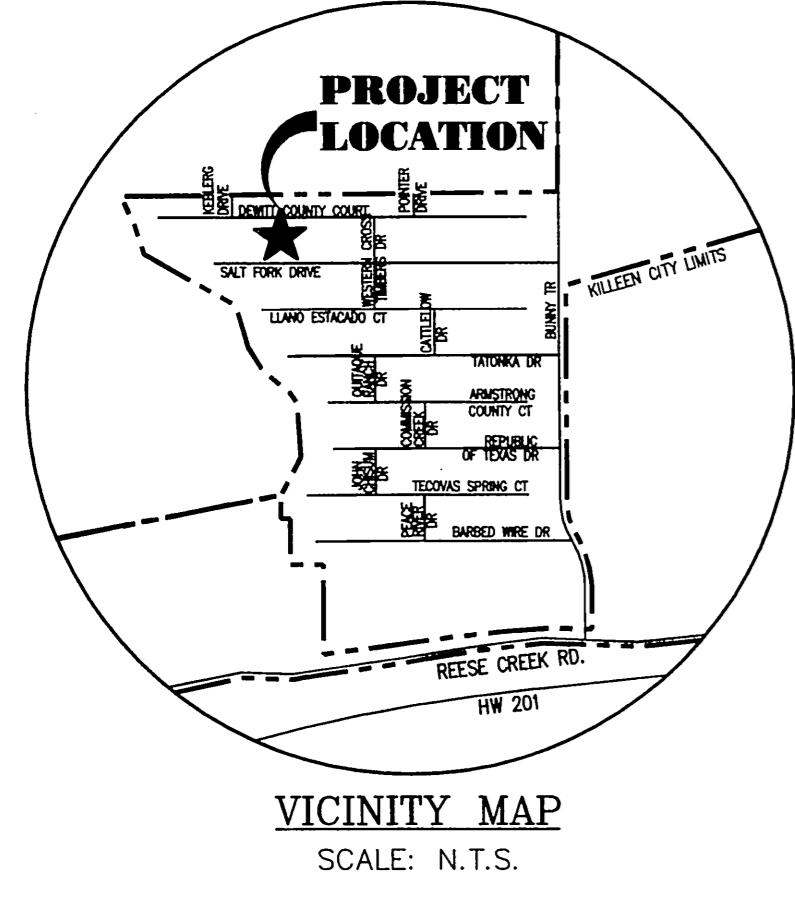 PROJECT
LOCATION
KEBLERG
DRIVE
POINTER
DRIVE
DEWITT COUNTY COURT
WESTERN CROSS
TIMBERS DR
SALT FORK DRIVE
KILLEEN CITY LIMITS
BUNNY TR
LLANO ESTACADO CT
CATTLELOW
DR
TATONKA DR
QUITAQUE
RANCH
DR
ARMSTRONG
COUNTY CT
COMMISSION
CREEK
DR
REPUBLIC
OF TEXAS DR
JOHN
CHISUM
DR
TECOVAS SPRING CT
PEACE
RIVER
DR
BARBED WIRE DR
REESE CREEK RD.
HW 201
VICINITY MAP
SCALE: N.T.S.